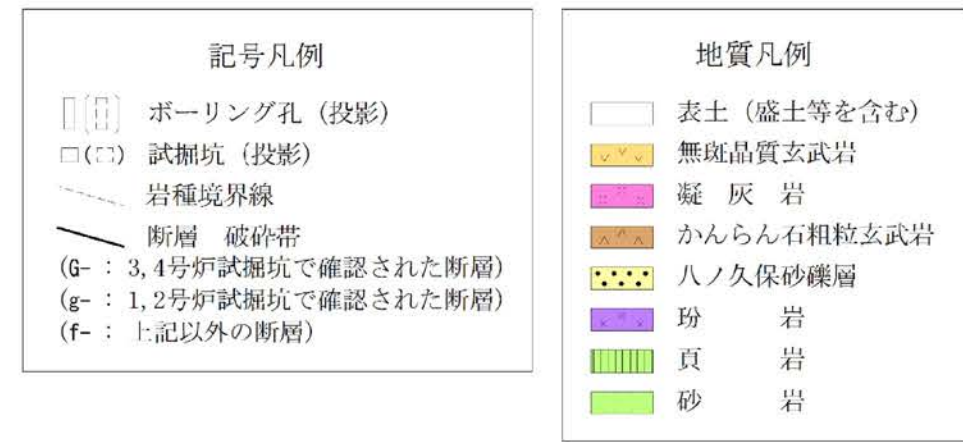 記号凡例
ボーリング孔（投影）
試掘坑（投影）
岩種境界線
断層 破砕帯
(G- : 3,4号炉試掘坑で確認された断層)
(g- : 1,2号炉試掘坑で確認された断層)
(f- : 上記以外の断層)
地質凡例
表土（盛土等を含む）
無斑晶質玄武岩
凝 灰 岩
かんらん石粗粒玄武岩
八ノ久保砂礫層
玢 岩
頁 岩
砂 岩